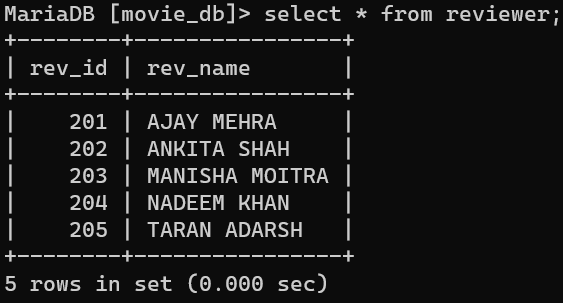 MariaDB [movie_db]> select * from reviewer;
+--------+----------------+
| rev_id | rev_name       |
+--------+----------------+
|    201 | AJAY MEHRA     |
|    202 | ANKITA SHAH    |
|    203 | MANISHA MOITRA |
|    204 | NADEEM KHAN    |
|    205 | TARAN ADARSH   |
+--------+----------------+
5 rows in set (0.000 sec)